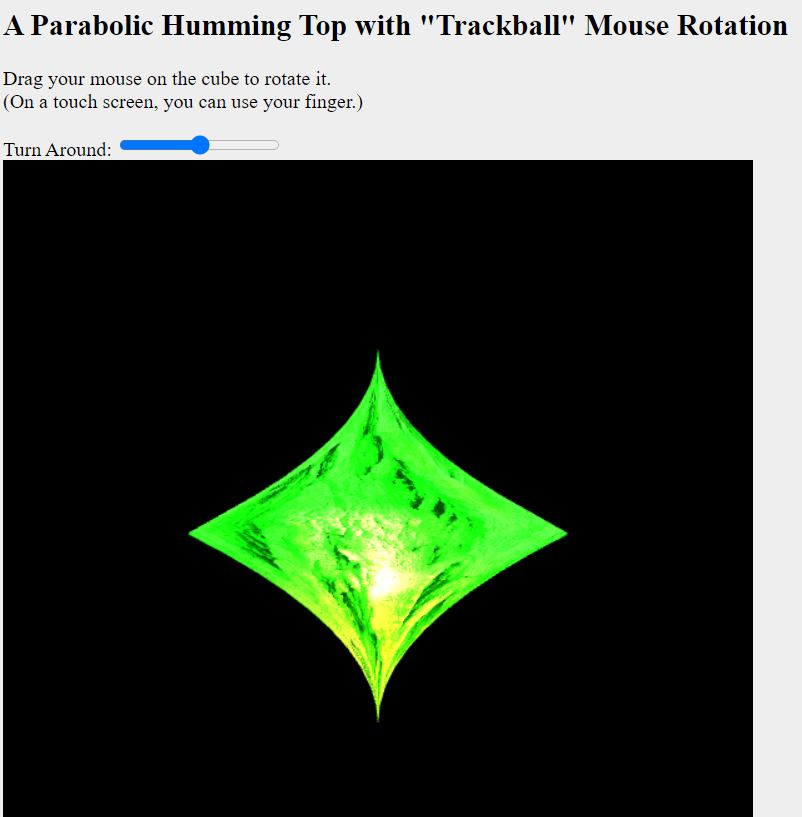 A Parabolic Humming Top with "Trackball" Mouse Rotation
Drag your mouse on the cube to rotate it.
(On a touch screen, you can use your finger.)
Turn Around: